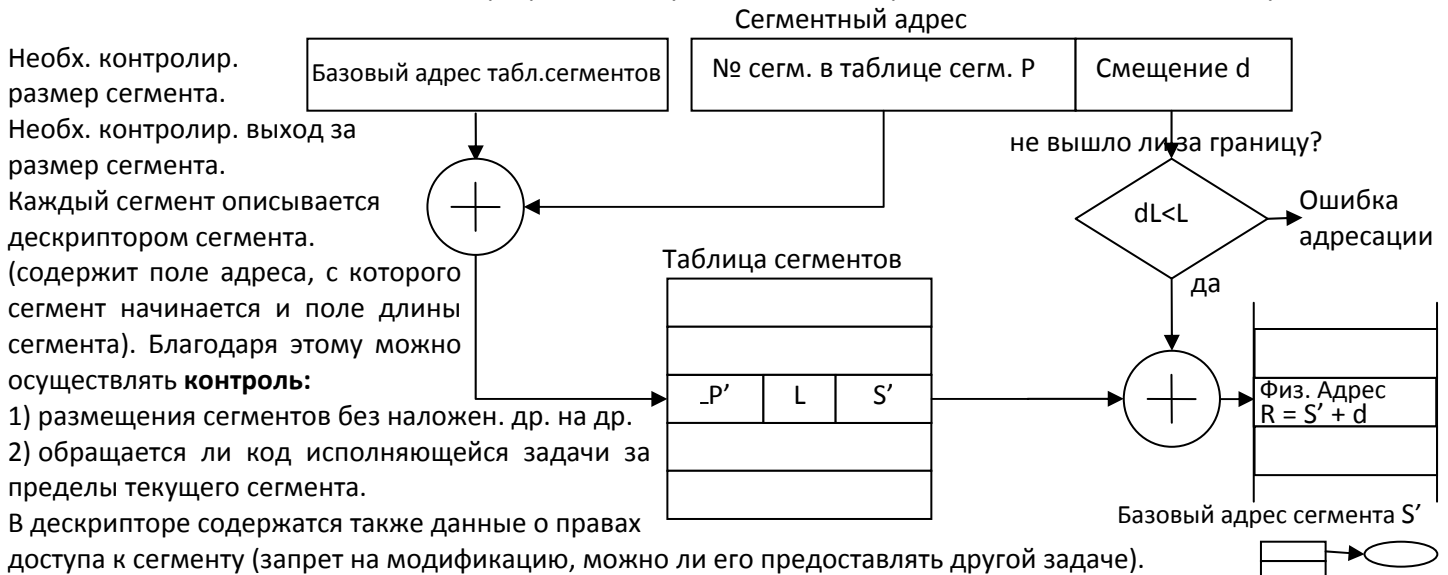 Сегментный адрес
Необх. контролир.
размер сегмента.
Необх. контролир. выход за
размер сегмента.
Каждый сегмент описывается
дескриптором сегмента.
(содержит поле адреса, с которого
сегмент начинается и поле длины
сегмента). Благодаря этому можно
осуществлять контроль:
1) размещения сегментов без наложен. др. на др.
2) обращается ли код исполняющейся задачи за
пределы текущего сегмента.
В дескрипторе содержатся также данные о правах
доступа к сегменту (запрет на модификацию, можно ли его предоставлять другой задаче).
Базовый адрес табл.сегментов
№ сегм. в таблице сегм. P
Смещение d
не вышло ли за границу?
dL<L
Ошибка
адресации
да
Таблица сегментов
_P’
L
S’
Физ. Адрес
R = S’ + d
Базовый адрес сегмента S’